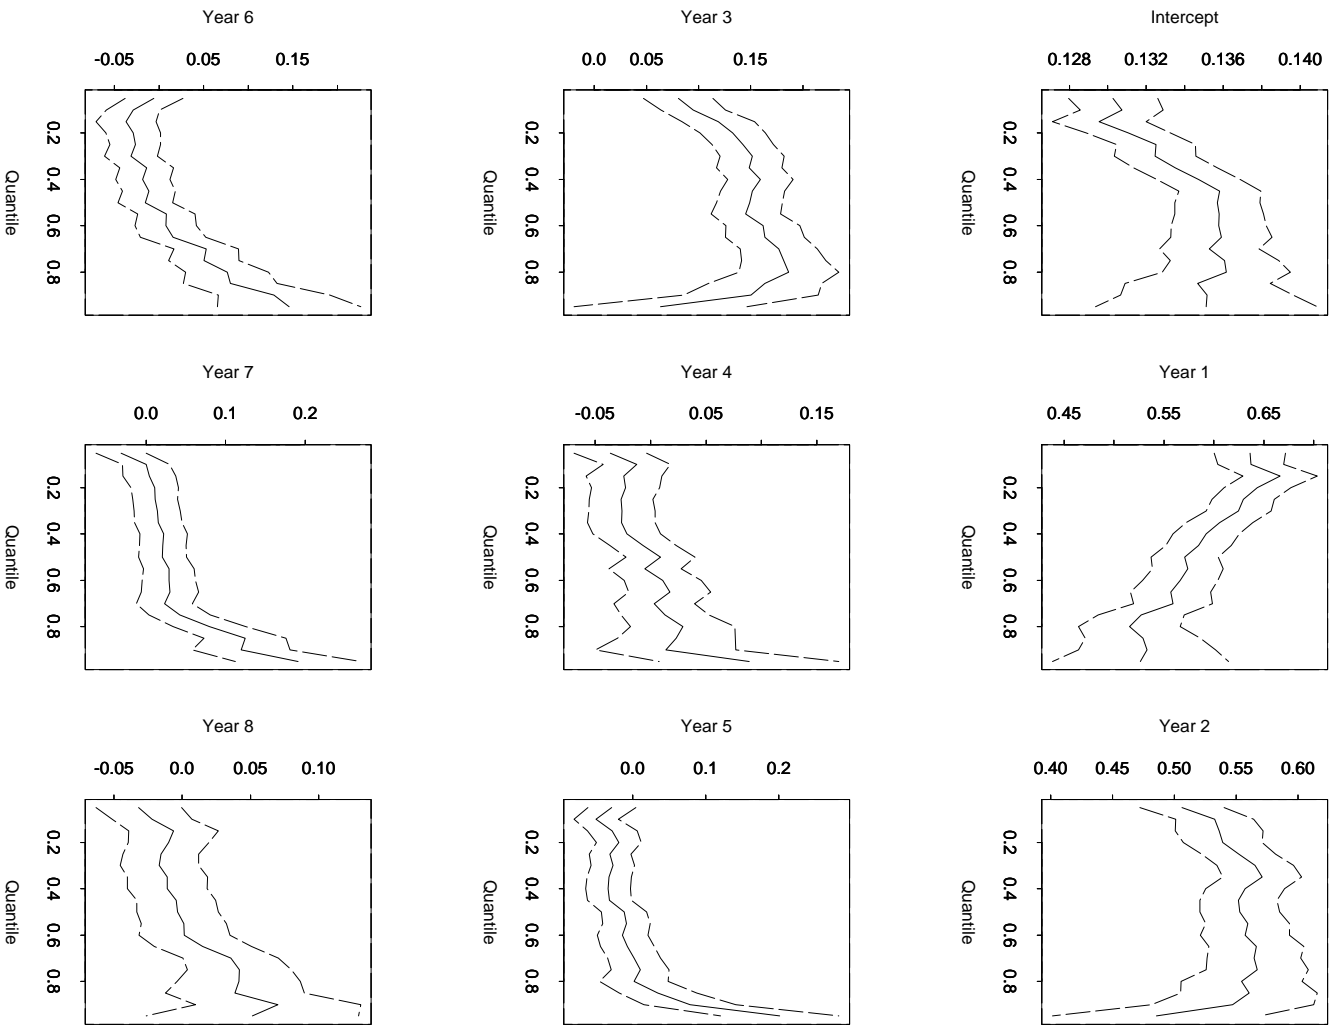 Year 6
-0.05 0.05 0.15
0.2 0.4 0.6 0.8
Quantile
Year 3
0.0 0.05 0.15
0.2 0.4 0.6 0.8
Quantile
Intercept
0.128 0.132 0.136 0.140
0.2 0.4 0.6 0.8
Quantile
Year 7
0.0 0.1 0.2
0.2 0.4 0.6 0.8
Quantile
Year 4
-0.05 0.05 0.15
0.2 0.4 0.6 0.8
Quantile
Year 1
0.45 0.55 0.65
0.2 0.4 0.6 0.8
Quantile
Year 8
-0.05 0.0 0.05 0.10
0.2 0.4 0.6 0.8
Quantile
Year 5
0.0 0.1 0.2
0.2 0.4 0.6 0.8
Quantile
Year 2
0.40 0.45 0.50 0.55 0.60
0.2 0.4 0.6 0.8
Quantile